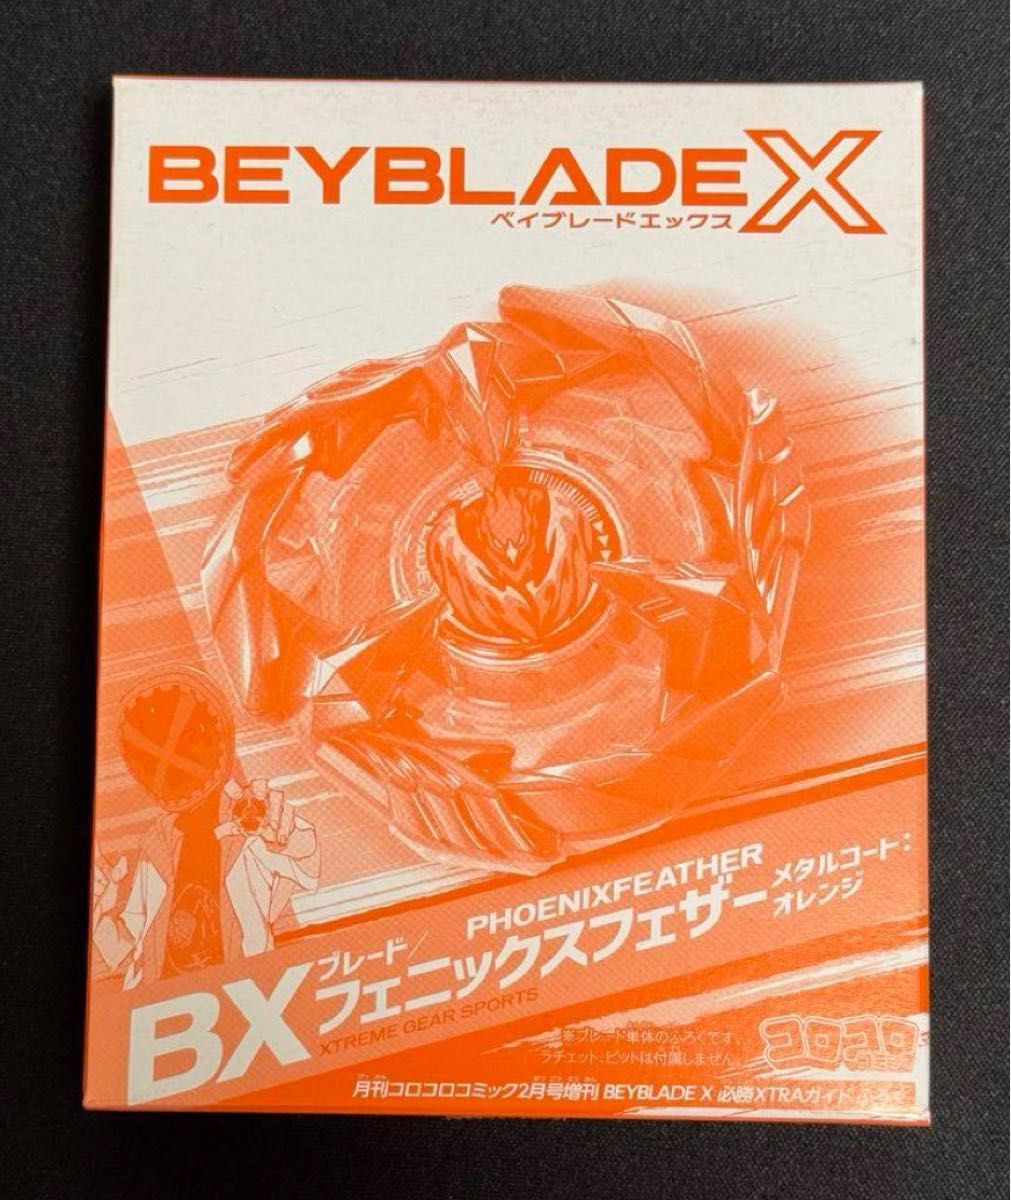 BEYBLADE X
ベイブレードエックス
PHOENIXFEATHER
メタルコート:
オレンジ
ブレード/
フェニックスフェザー
BX
XTREME GEAR SPORTS
※ブレード単体のふろくです。
ラチェット、ビットは付属しません。
コロコロ
月刊コロコロコミック2月号増刊 BEYBLADE X 必勝XTRAガイド ふろく